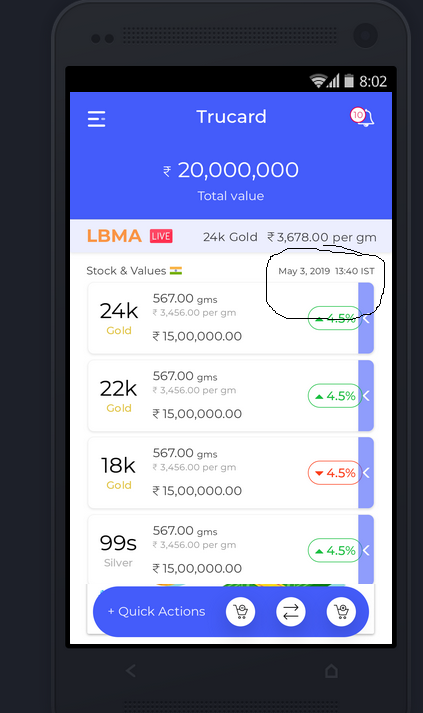 8:02
Trucard
10
₹ 20,000,000
Total value
LBMA LIVE 24k Gold ₹ 3,678.00 per gm
Stock & Values May 3, 2019 13:40 IST
24k
Gold
567.00 gms
₹ 3,456.00 per gm
₹ 15,00,000.00
4.5%
22k
Gold
567.00 gms
₹ 3,456.00 per gm
₹ 15,00,000.00
4.5%
18k
Gold
567.00 gms
₹ 3,456.00 per gm
₹ 15,00,000.00
4.5%
99s
Silver
567.00 gms
₹ 3,456.00 per gm
₹ 15,00,000.00
4.5%
+ Quick Actions